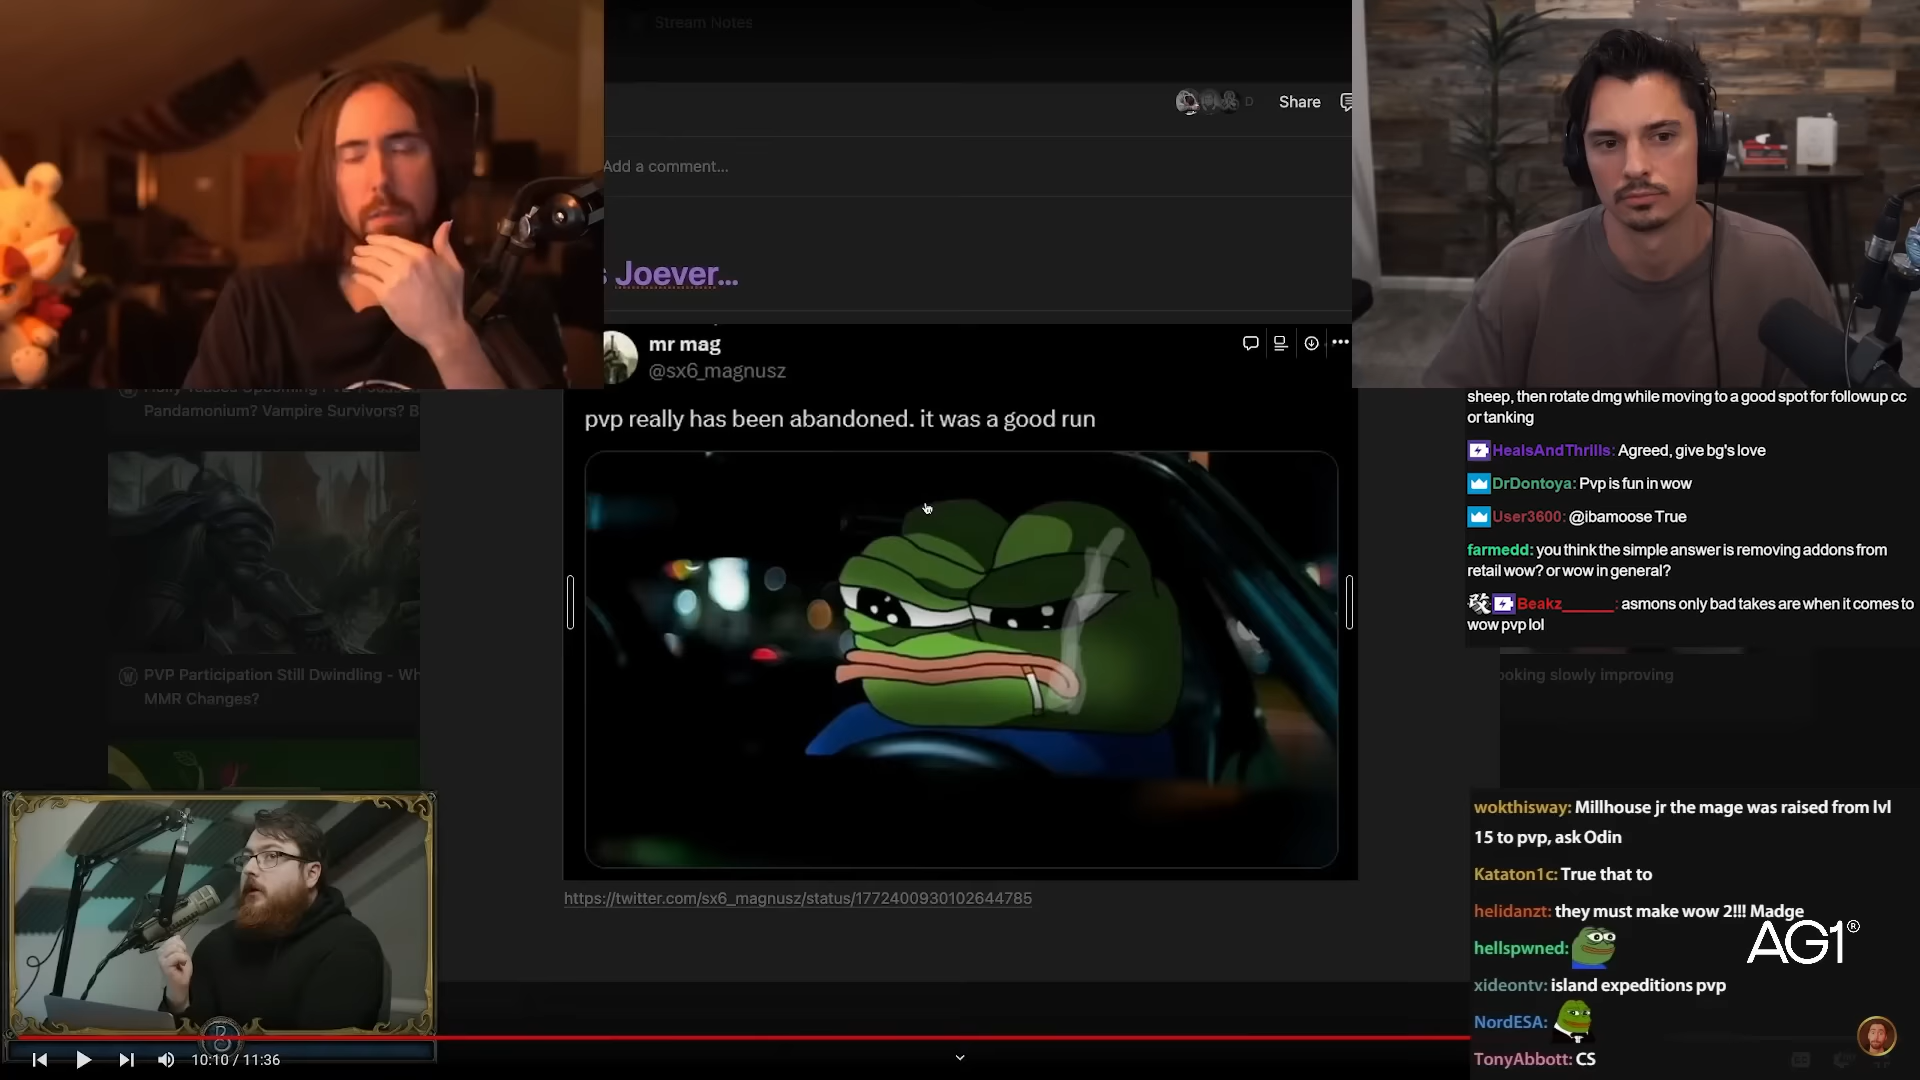 Stream Notes
D
Share
Add a comment...
s Joever...
mr mag
@sx6_magnusz
pvp really has been abandoned. it was a good run
https://twitter.com/sx6_magnusz/status/1772400930102644785
Pandamonium? Vampire Survivors? B
PVP Participation Still Dwindling - Wh
MMR Changes?
10:10 / 11:36
sheep, then rotate dmg while moving to a good spot for followup cc
or tanking
HealsAndThrills: Agreed, give bg's love
DrDontoya: Pvp is fun in wow
User3600: @ibamoose True
farmedd: you think the simple answer is removing addons from
retail wow? or wow in general?
Beakz______: asmons only bad takes are when it comes to
wow pvp lol
ooking slowly improving
wokthisway: Millhouse jr the mage was raised from lvl
15 to pvp, ask Odin
Kataton1c: True that to
helidanzt: they must make wow 2!!! Madge
hellspwned:
AG1®
xideontv: island expeditions pvp
NordESA:
TonyAbbott: CS